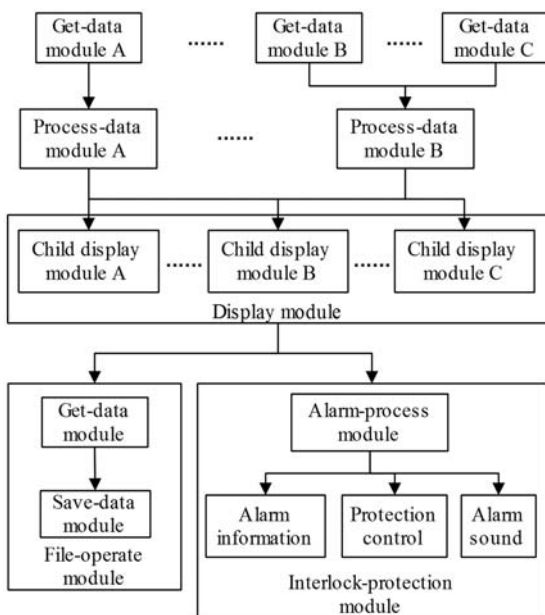 Get-data
module A
......
Get-data
module B
......
Get-data
module C
Process-data
module A
......
Process-data
module B
Child display
module A
......
Child display
module B
......
Child display
module C
Display module
Get-data
module
Save-data
module
File-operate
module
Alarm-process
module
Alarm
information
Protection
control
Alarm
sound
Interlock-protection
module